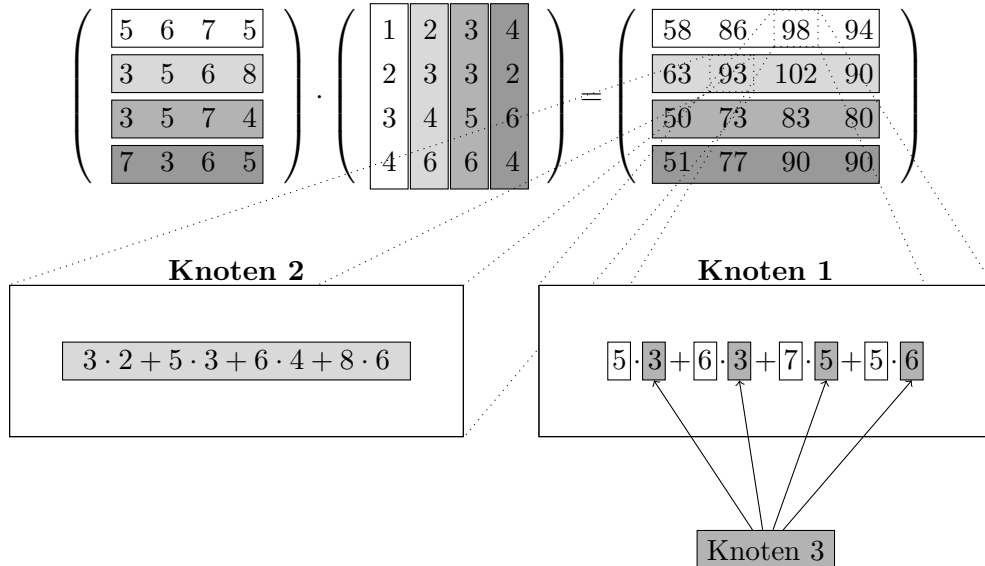 5 6 7 5 1 2 3 4 58 86 98 94
3 5 6 8 2 3 3 2 63 93 102 90
· =
3 5 7 4 3 4 5 6 50 73 83 80
7 3 6 5 4 6 6 4 51 77 90 90
Knoten 2 Knoten 1
3 · 2 + 5 · 3 + 6 · 4 + 8 · 6 5 · 3 + 6 · 3 + 7 · 5 + 5 · 6
Knoten 3